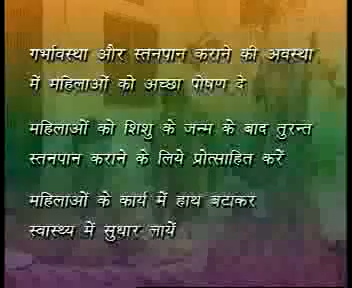 गर्भावस्था और स्तनपान कराने की अवस्था
में महिलाओं को अच्छा पोषण दे
महिलाओं को शिशु के जन्म के बाद तुरन्त
स्तनपान कराने के लिये प्रोत्साहित करें
महिलाओं के कार्य में हाथ बटाकर
स्वास्थ्य में सुधार लायें